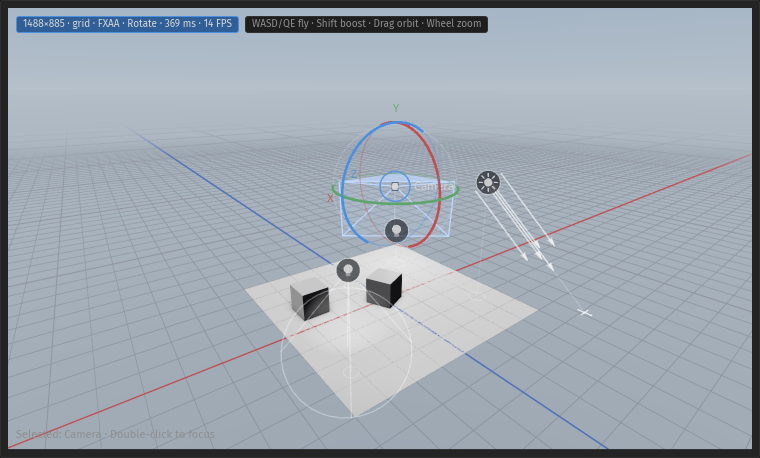 1488×885 · grid · FXAA · Rotate · 369 ms · 14 FPS
WASD/QE fly · Shift boost · Drag orbit · Wheel zoom
Y
Z
Camera
X
Selected: Camera · Double-click to focus